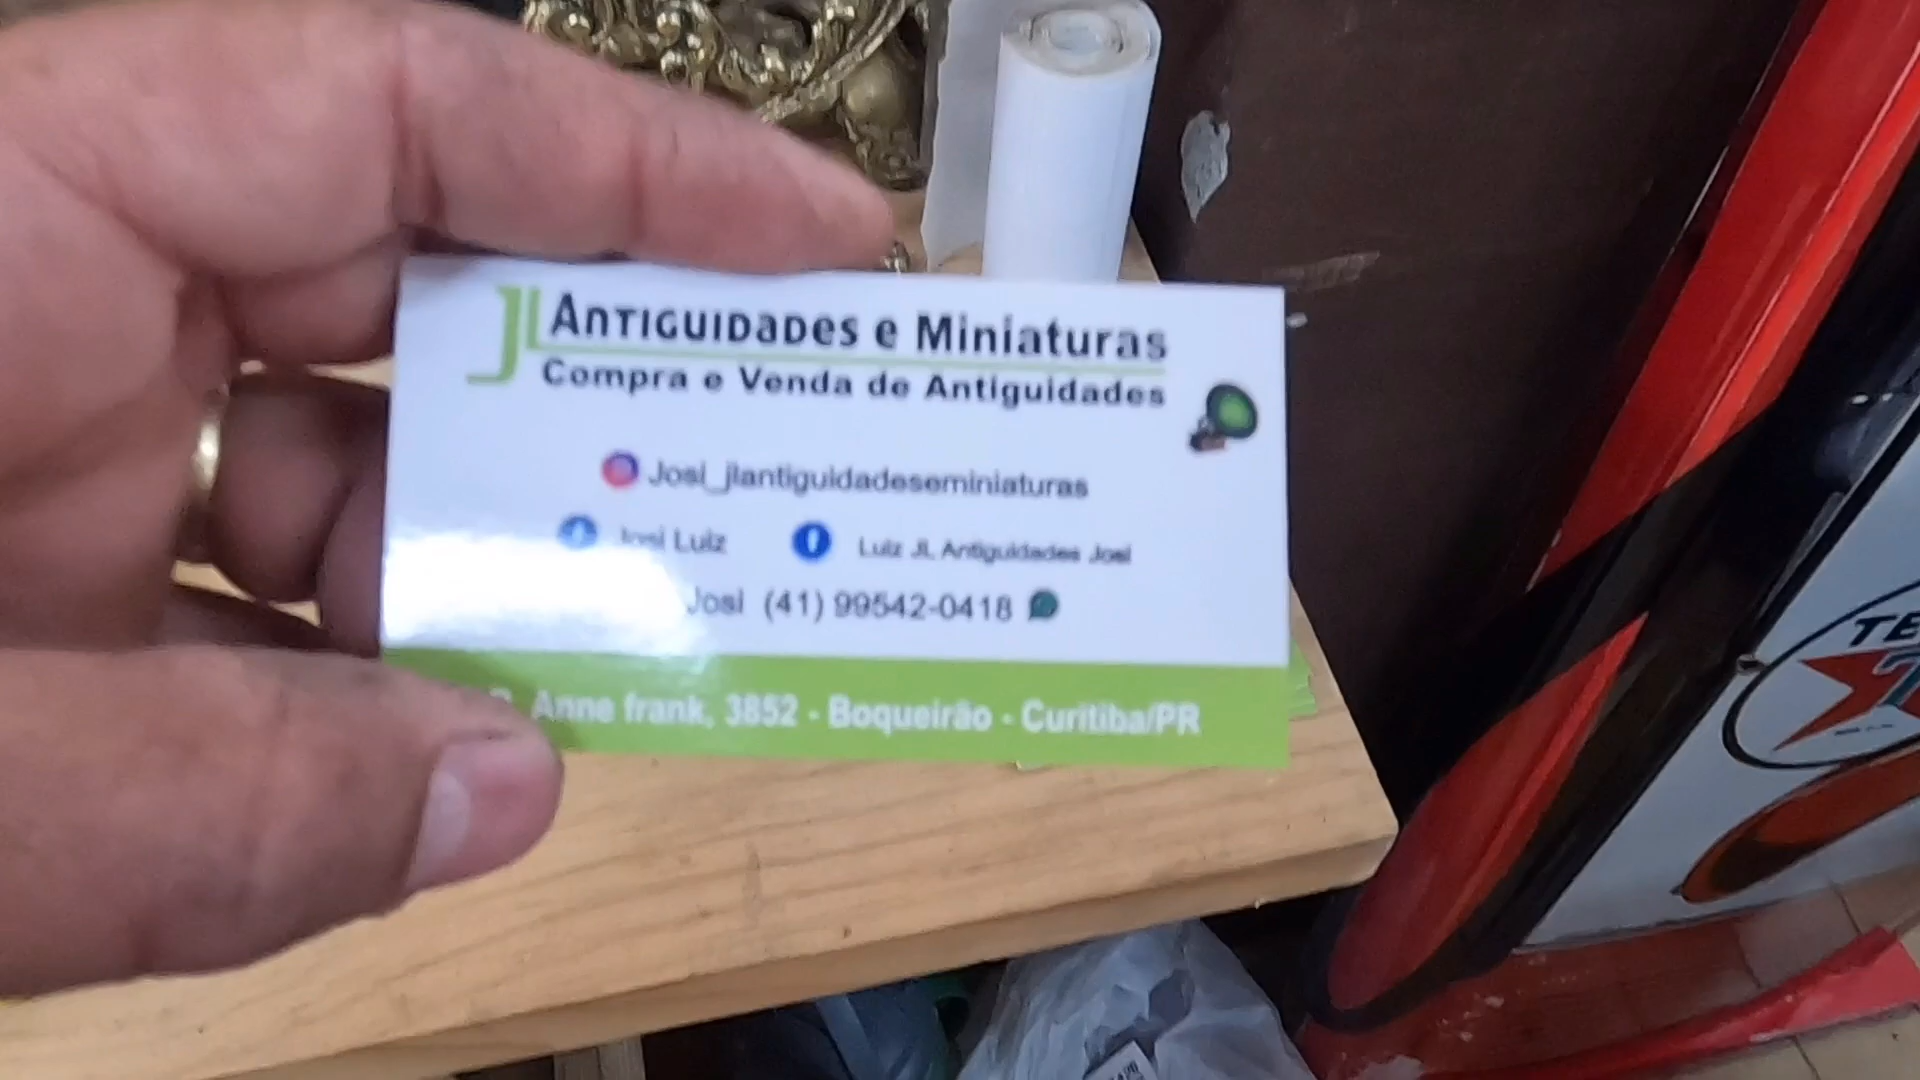 JL Antiguidades e Miniaturas
Compra e Venda de Antiguidades
Josi_jlantiguidadeseminiaturas
Josi Luiz
Luiz JL Antiguidades Josi
Josi (41) 99542-0418
Anne frank, 3852 - Boqueirão - Curitiba/PR